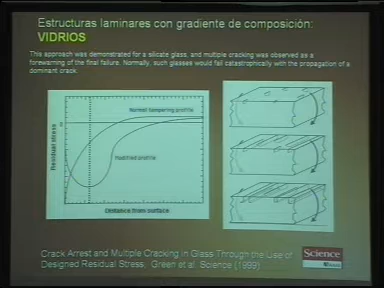 Estructuras laminares con gradiente de composición:
VIDRIOS
This approach was demonstrated for a silicate glass, and multiple cracking was observed as a
forewarning of the final failure. Normally, such glasses would fail catastrophically with the propagation of a
dominant crack.
Normal tempering profile
0
Residual stress
Modified profile
Distance from surface
Crack Arrest and Multiple Cracking in Glass Through the Use of
Designed Residual Stress. Green et al. Science (1999)
Science